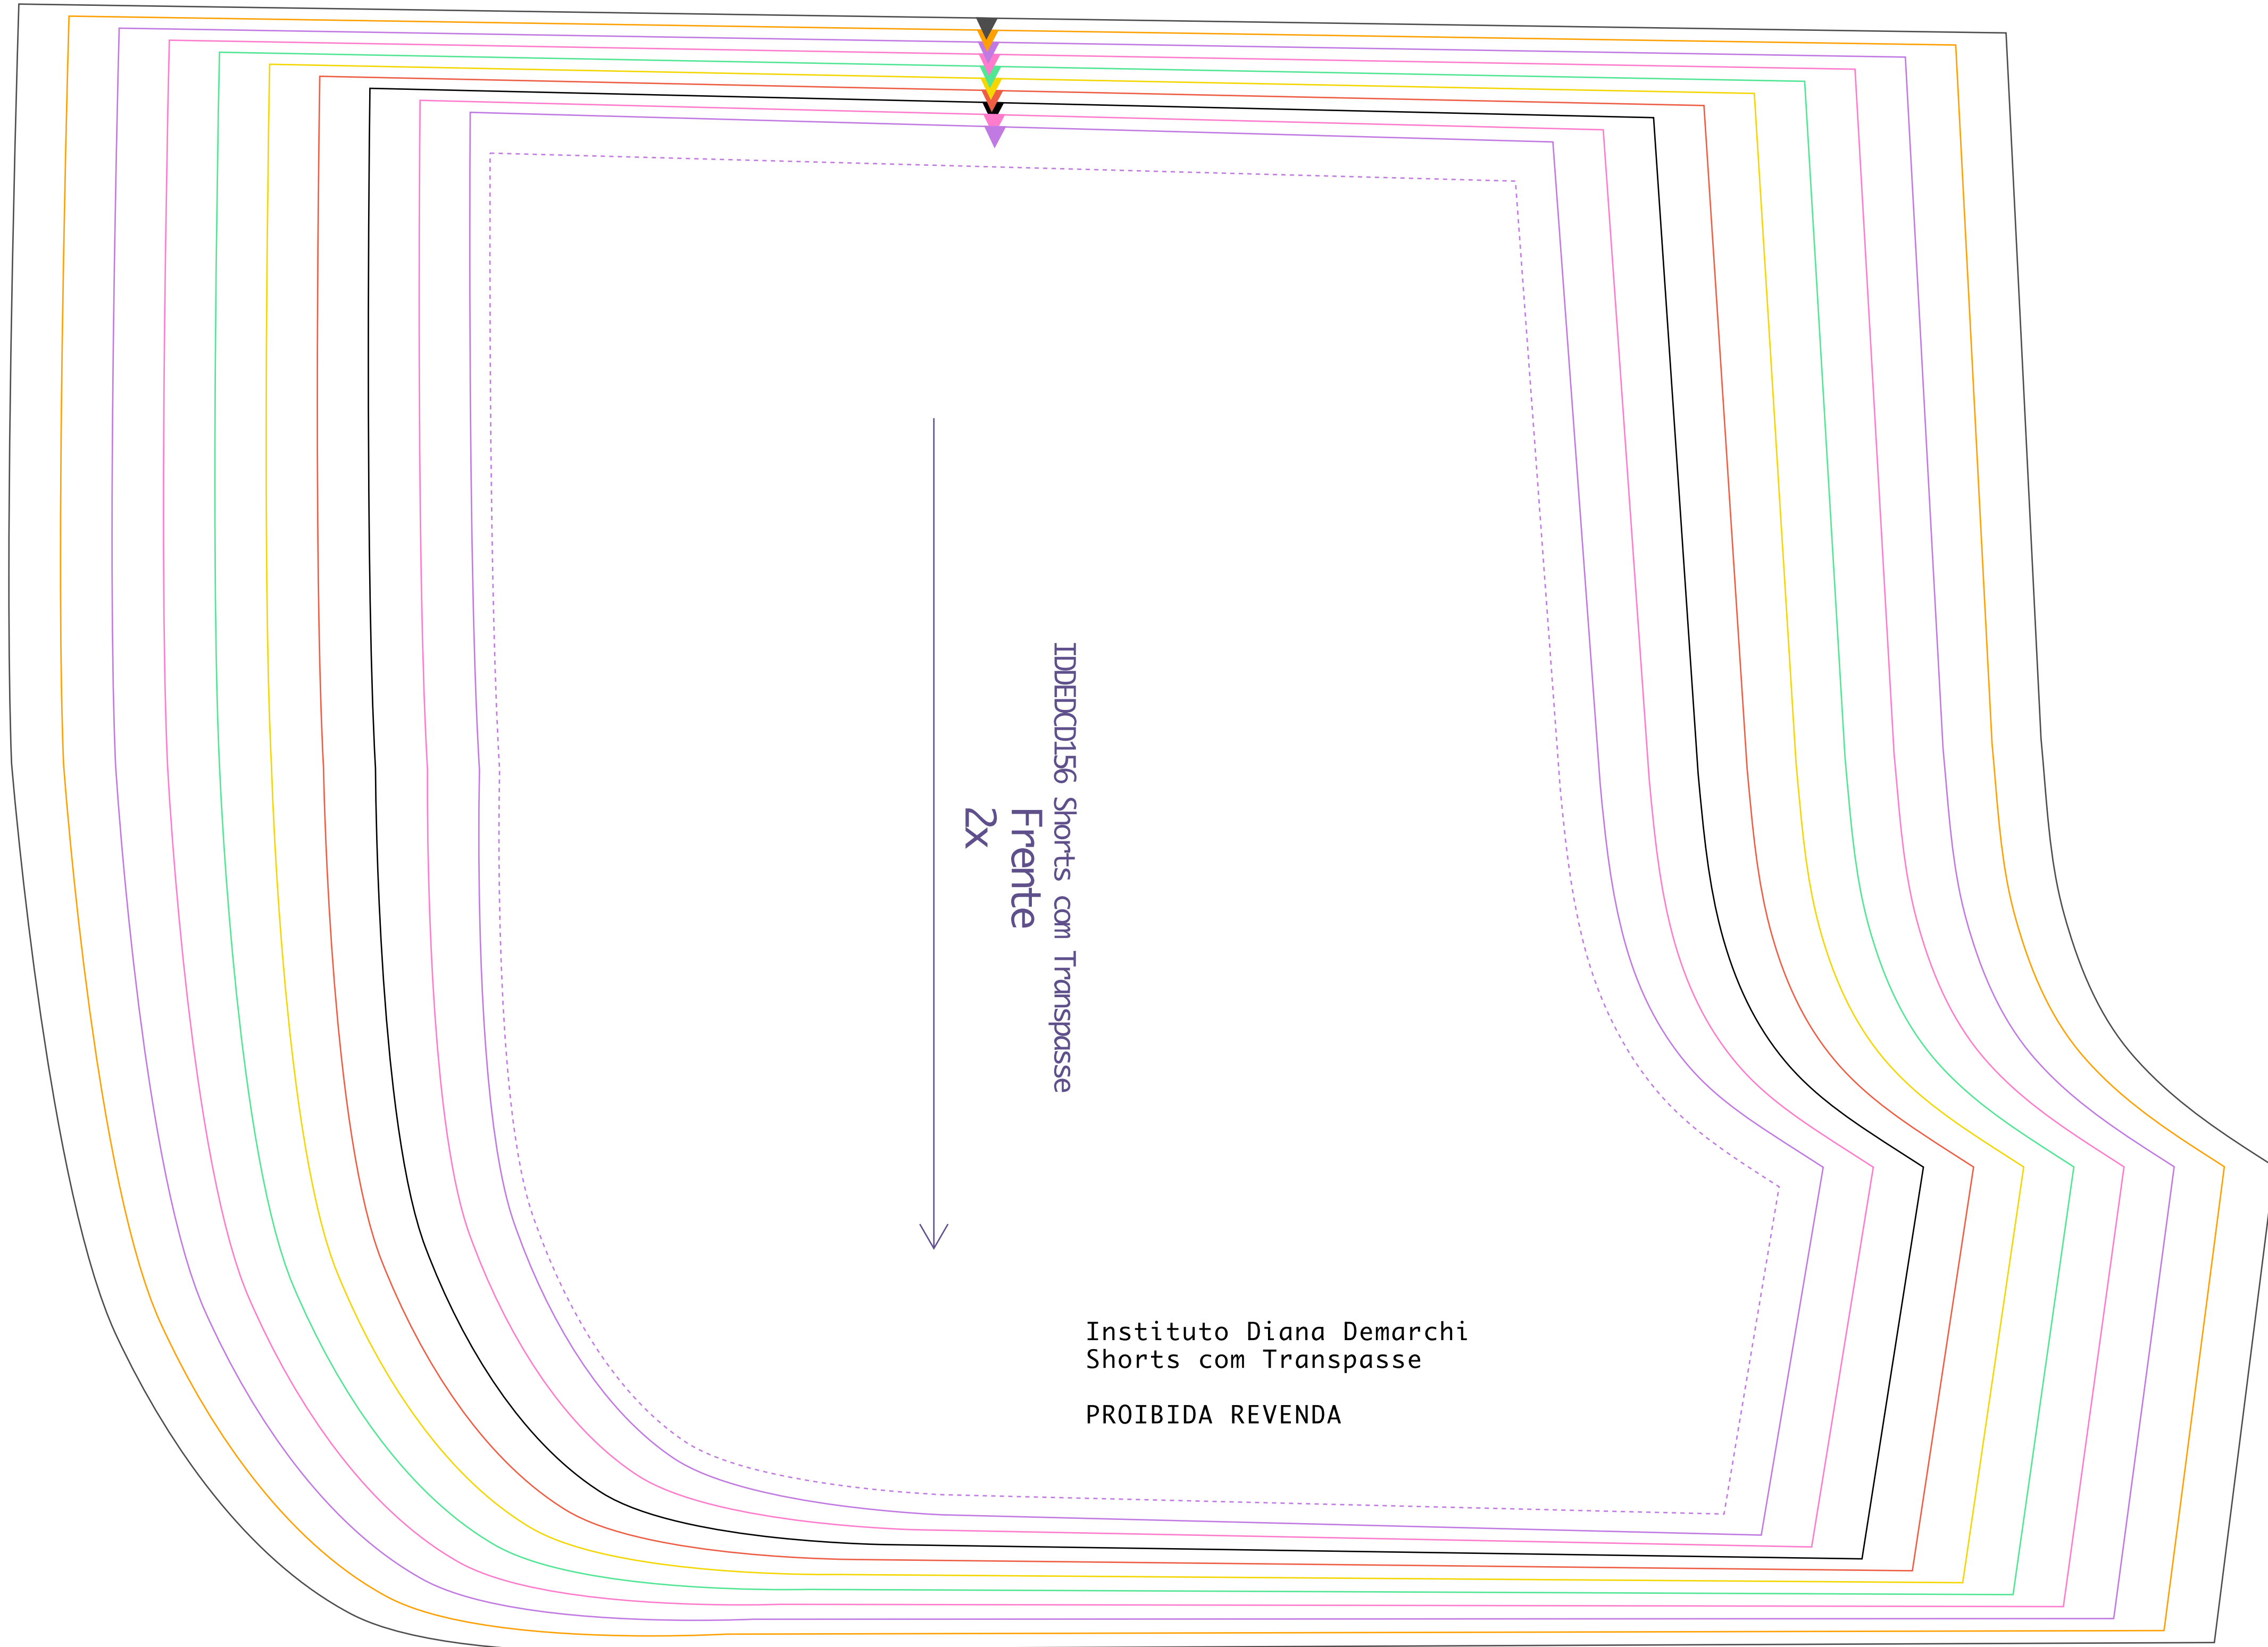 IDDEDCD156 Shorts com Transpasse
Frente
2x
Instituto Diana Demarchi
Shorts com Transpasse
PROIBIDA REVENDA